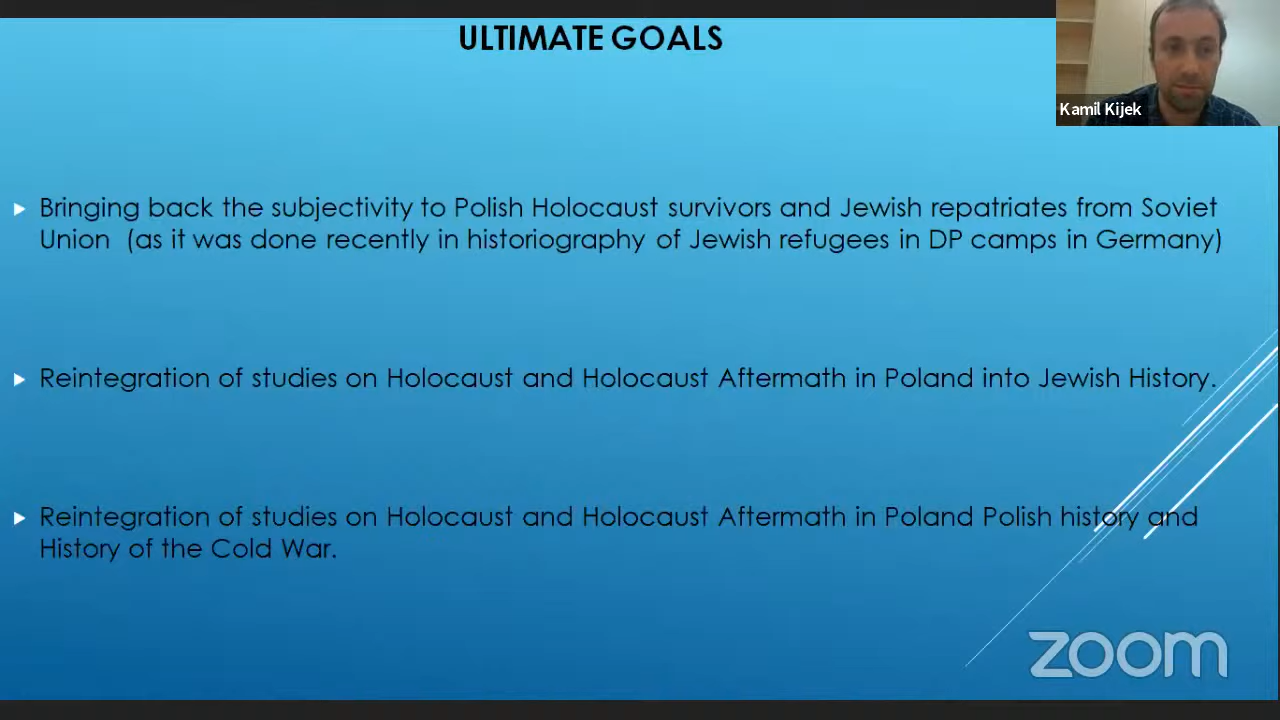 ULTIMATE GOALS
Kamil Kijek
Bringing back the subjectivity to Polish Holocaust survivors and Jewish repatriates from Soviet
Union (as it was done recently in historiography of Jewish refugees in DP camps in Germany)
Reintegration of studies on Holocaust and Holocaust Aftermath in Poland into Jewish History.
Reintegration of studies on Holocaust and Holocaust Aftermath in Poland Polish history and
History of the Cold War.
zoom